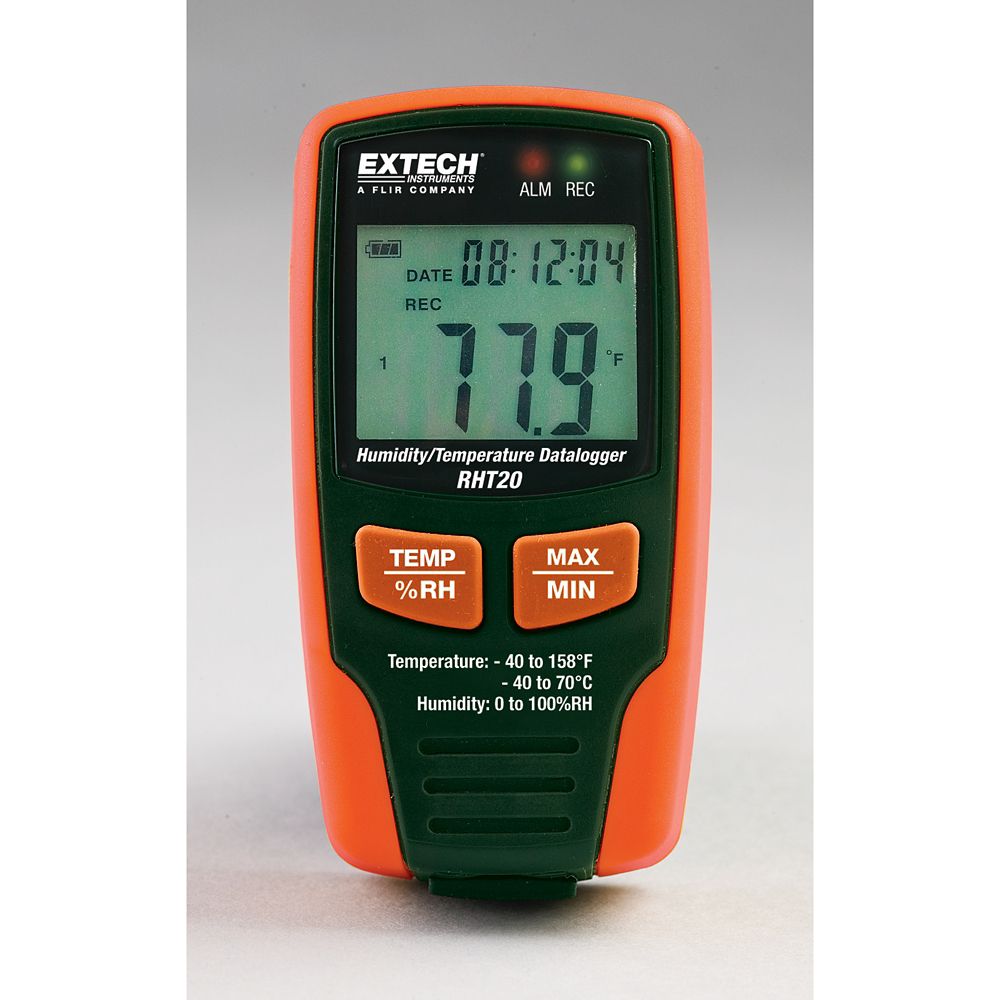 EXTECH®
INSTRUMENTS
A FLIR COMPANY
ALM REC
DATE 08:12:04
REC
1 77.9 °F
Humidity/Temperature Datalogger
RHT20
TEMP
%RH
MAX
MIN
Temperature: - 40 to 158°F
- 40 to 70°C
Humidity: 0 to 100%RH